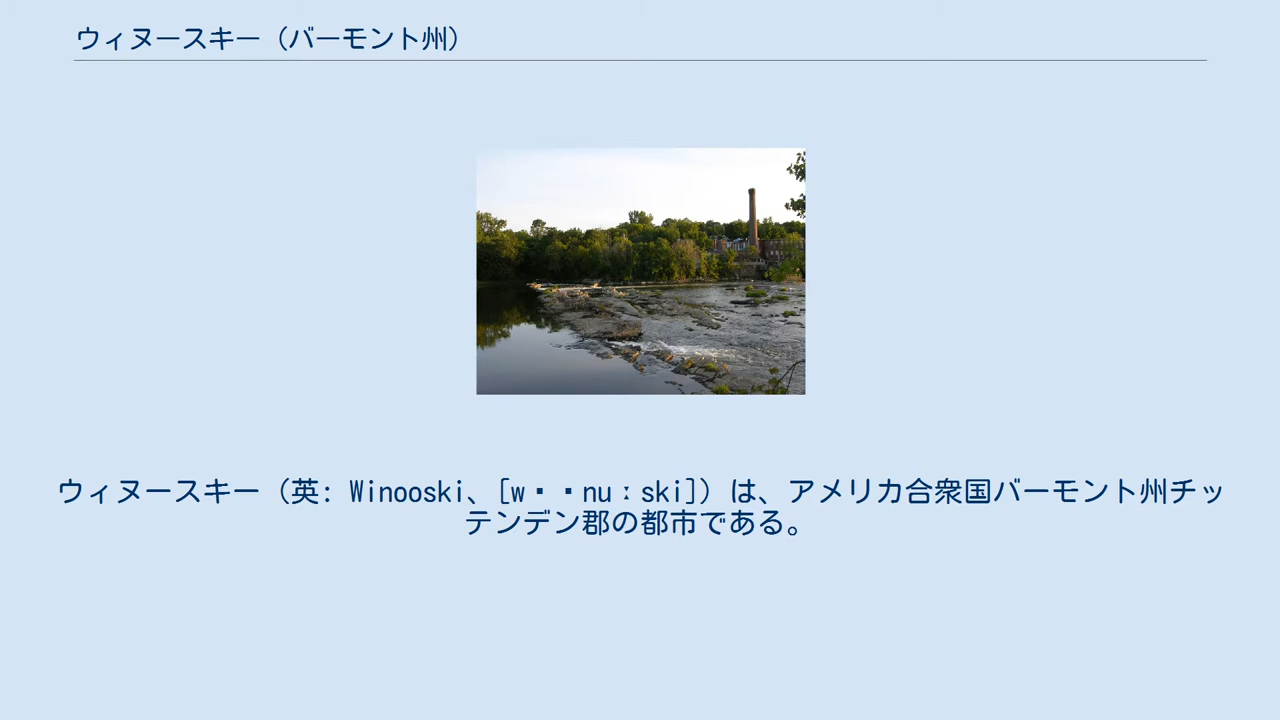 ウィヌースキー（バーモント州）
ウィヌースキー（英: Winooski、[w▪▪nuːski]）は、アメリカ合衆国バーモント州チッ
テンデン郡の都市である。